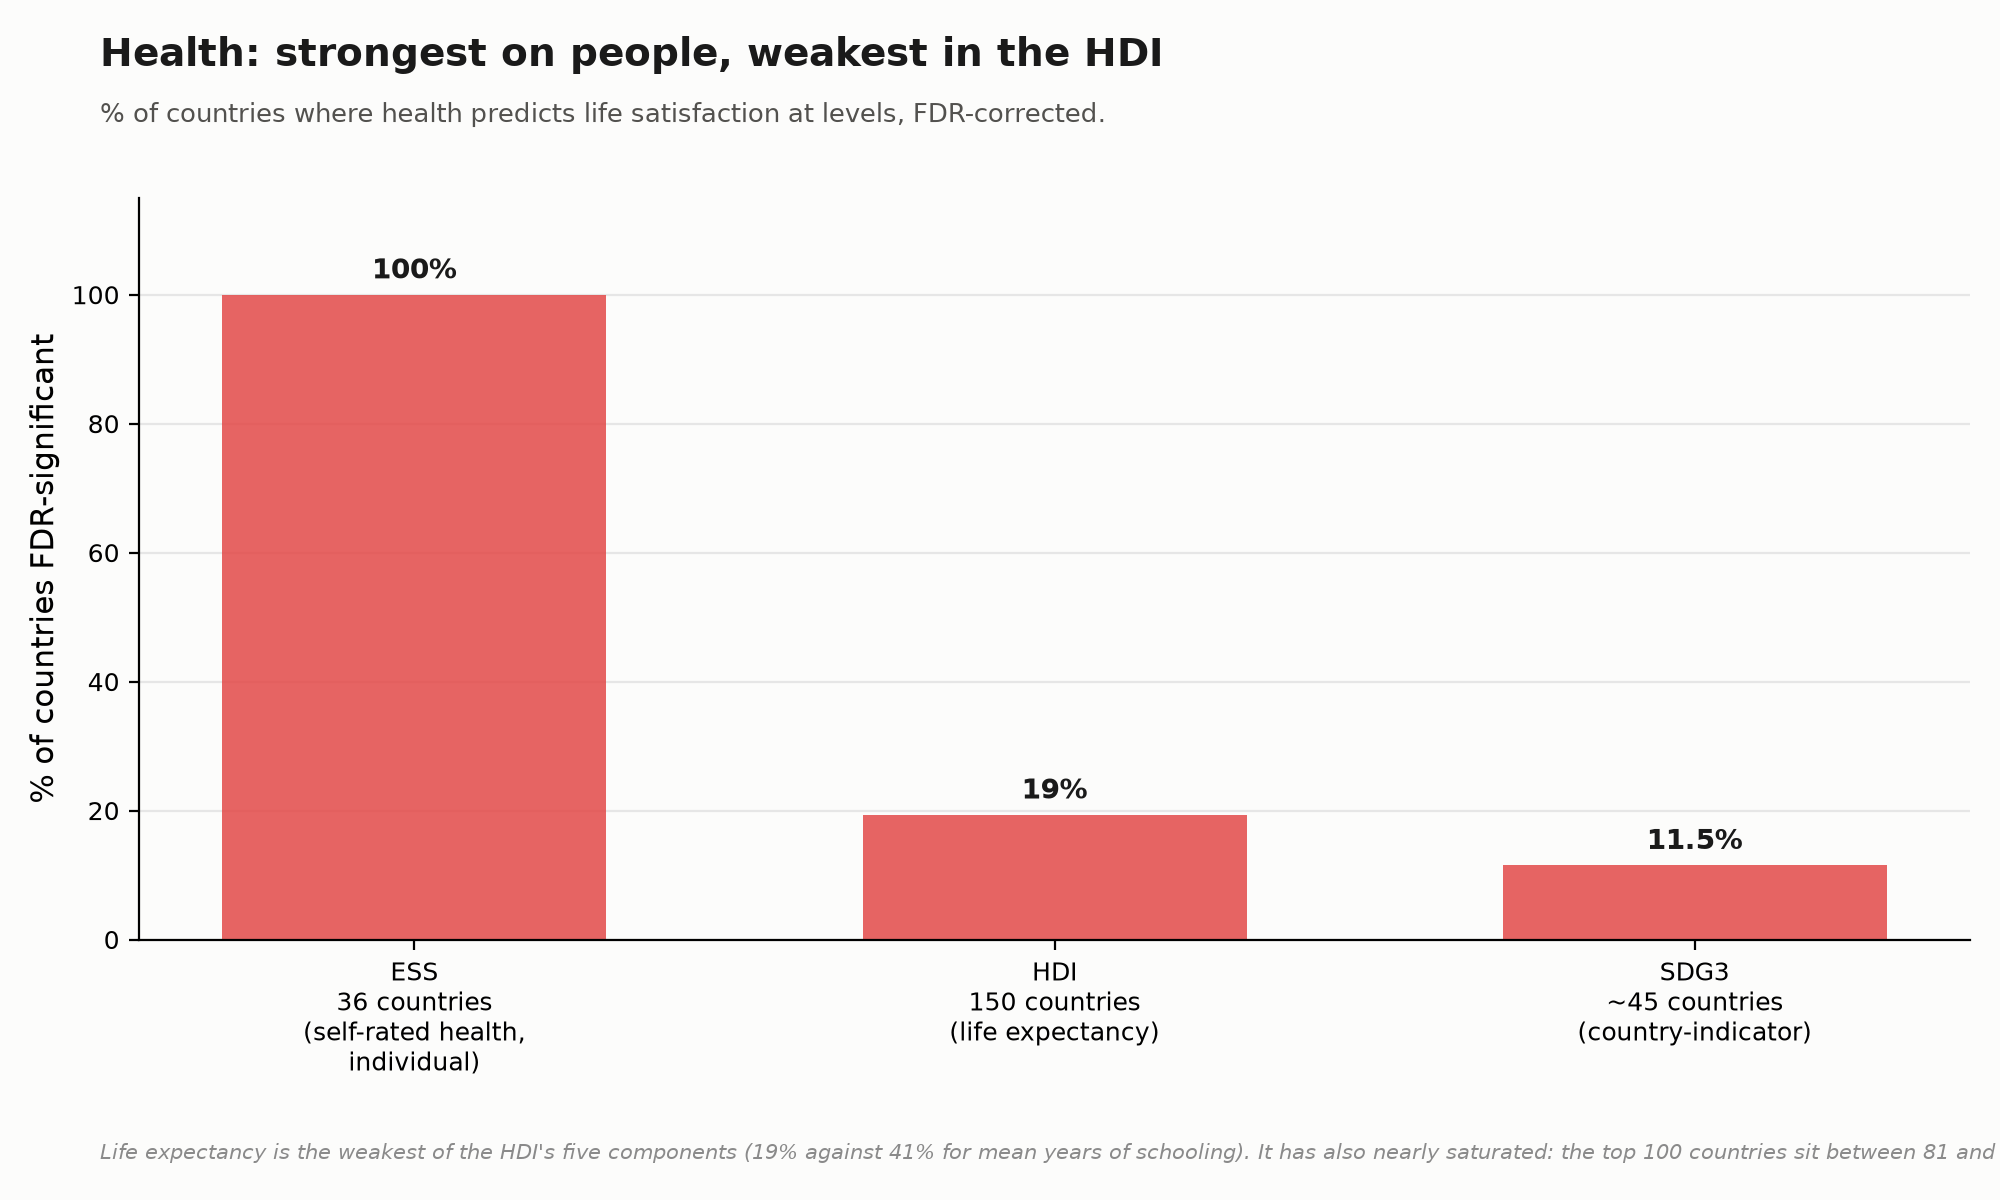 Health: strongest on people, weakest in the HDI
% of countries where health predicts life satisfaction at levels, FDR-corrected.
% of countries FDR-significant
100
80
60
40
20
0
100%
19%
11.5%
ESS
36 countries
(self-rated health,
individual)
HDI
150 countries
(life expectancy)
SDG3
~45 countries
(country-indicator)
Life expectancy is the weakest of the HDI's five components (19% against 41% for mean years of schooling). It has also nearly saturated: the top 100 countries sit between 81 and